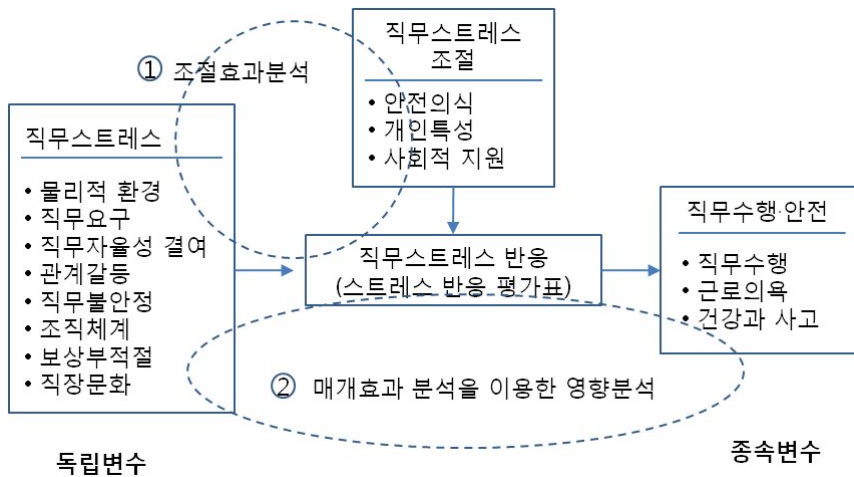 ① 조절효과분석
직무스트레스
조절
• 안전의식
• 개인특성
• 사회적 지원
직무스트레스
• 물리적 환경
• 직무요구
• 직무자율성 결여
• 관계갈등
• 직무불안정
• 조직체계
• 보상부적절
• 직장문화
직무스트레스 반응
(스트레스 반응 평가표)
직무수행·안전
• 직무수행
• 근로의욕
• 건강과 사고
② 매개효과 분석을 이용한 영향분석
독립변수
종속변수